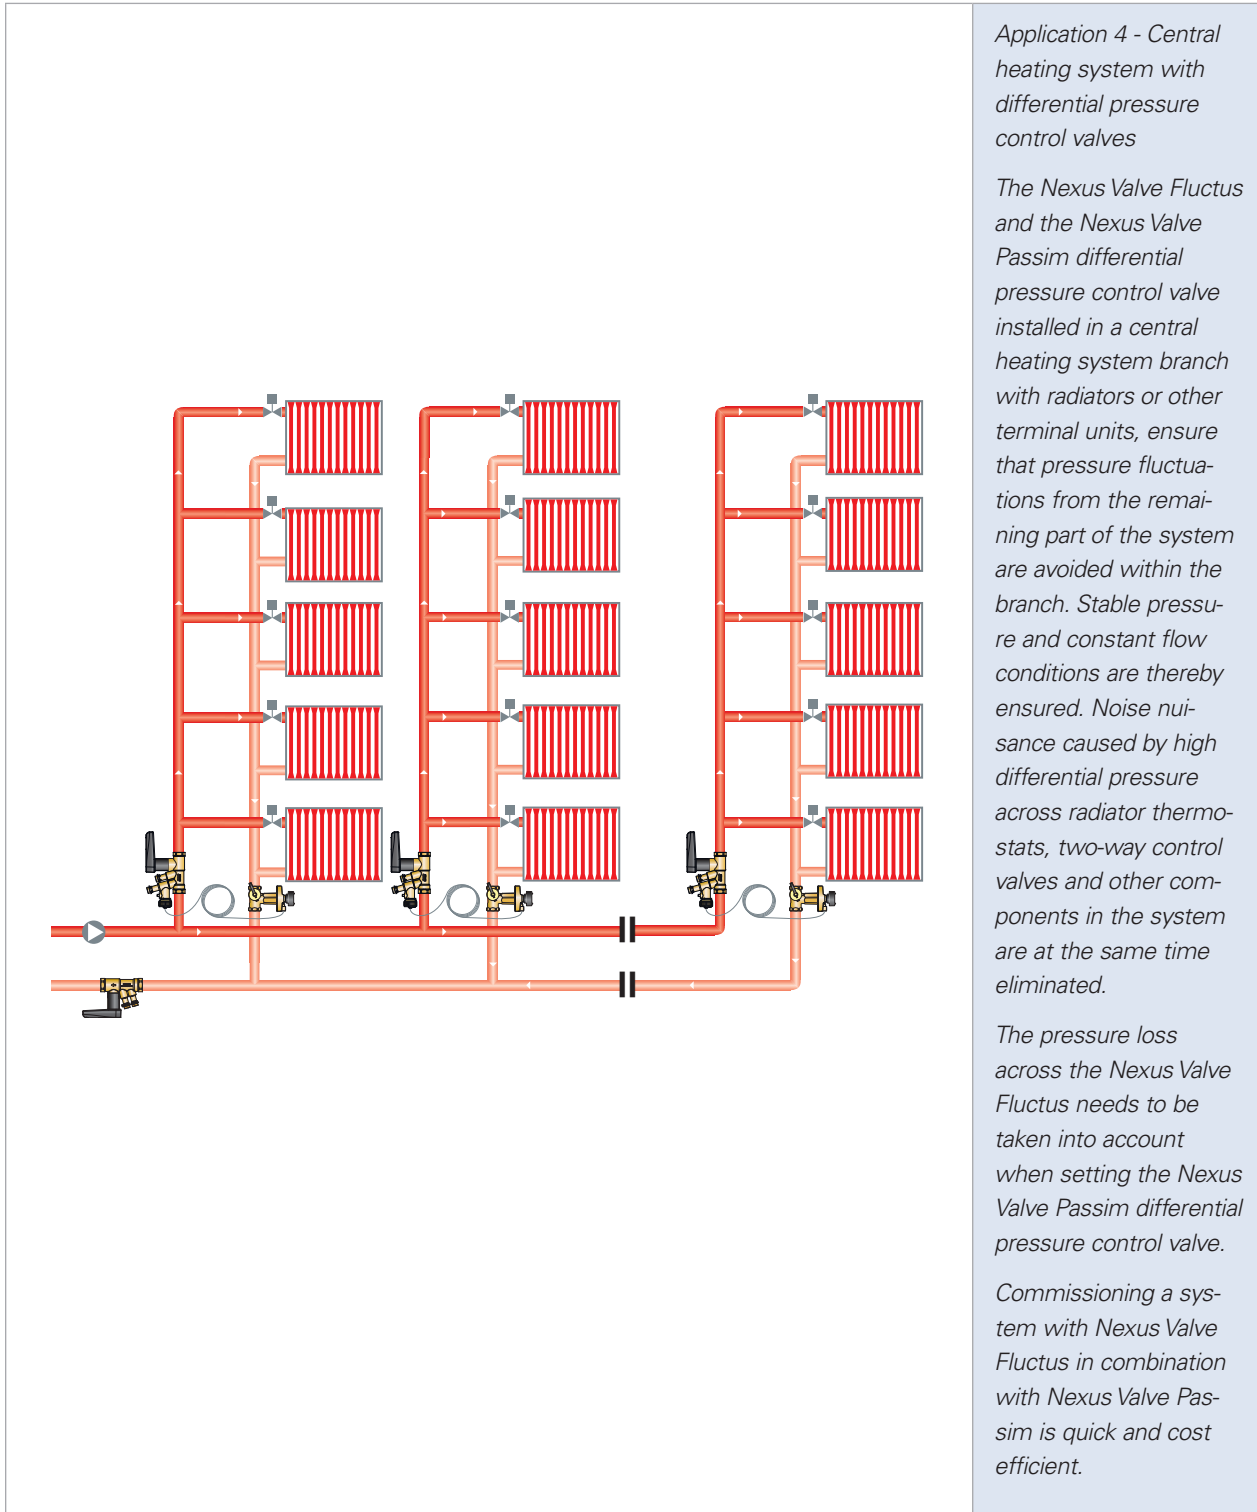 Application 4 - Central
heating system with
differential pressure
control valves
The Nexus Valve Fluctus
and the Nexus Valve
Passim differential
pressure control valve
installed in a central
heating system branch
with radiators or other
terminal units, ensure
that pressure fluctua-
tions from the remai-
ning part of the system
are avoided within the
branch. Stable pressu-
re and constant flow
conditions are thereby
ensured. Noise nui-
sance caused by high
differential pressure
across radiator thermo-
stats, two-way control
valves and other com-
ponents in the system
are at the same time
eliminated.
The pressure loss
across the Nexus Valve
Fluctus needs to be
taken into account
when setting the Nexus
Valve Passim differential
pressure control valve.
Commissioning a sys-
tem with Nexus Valve
Fluctus in combination
with Nexus Valve Pas-
sim is quick and cost
efficient.